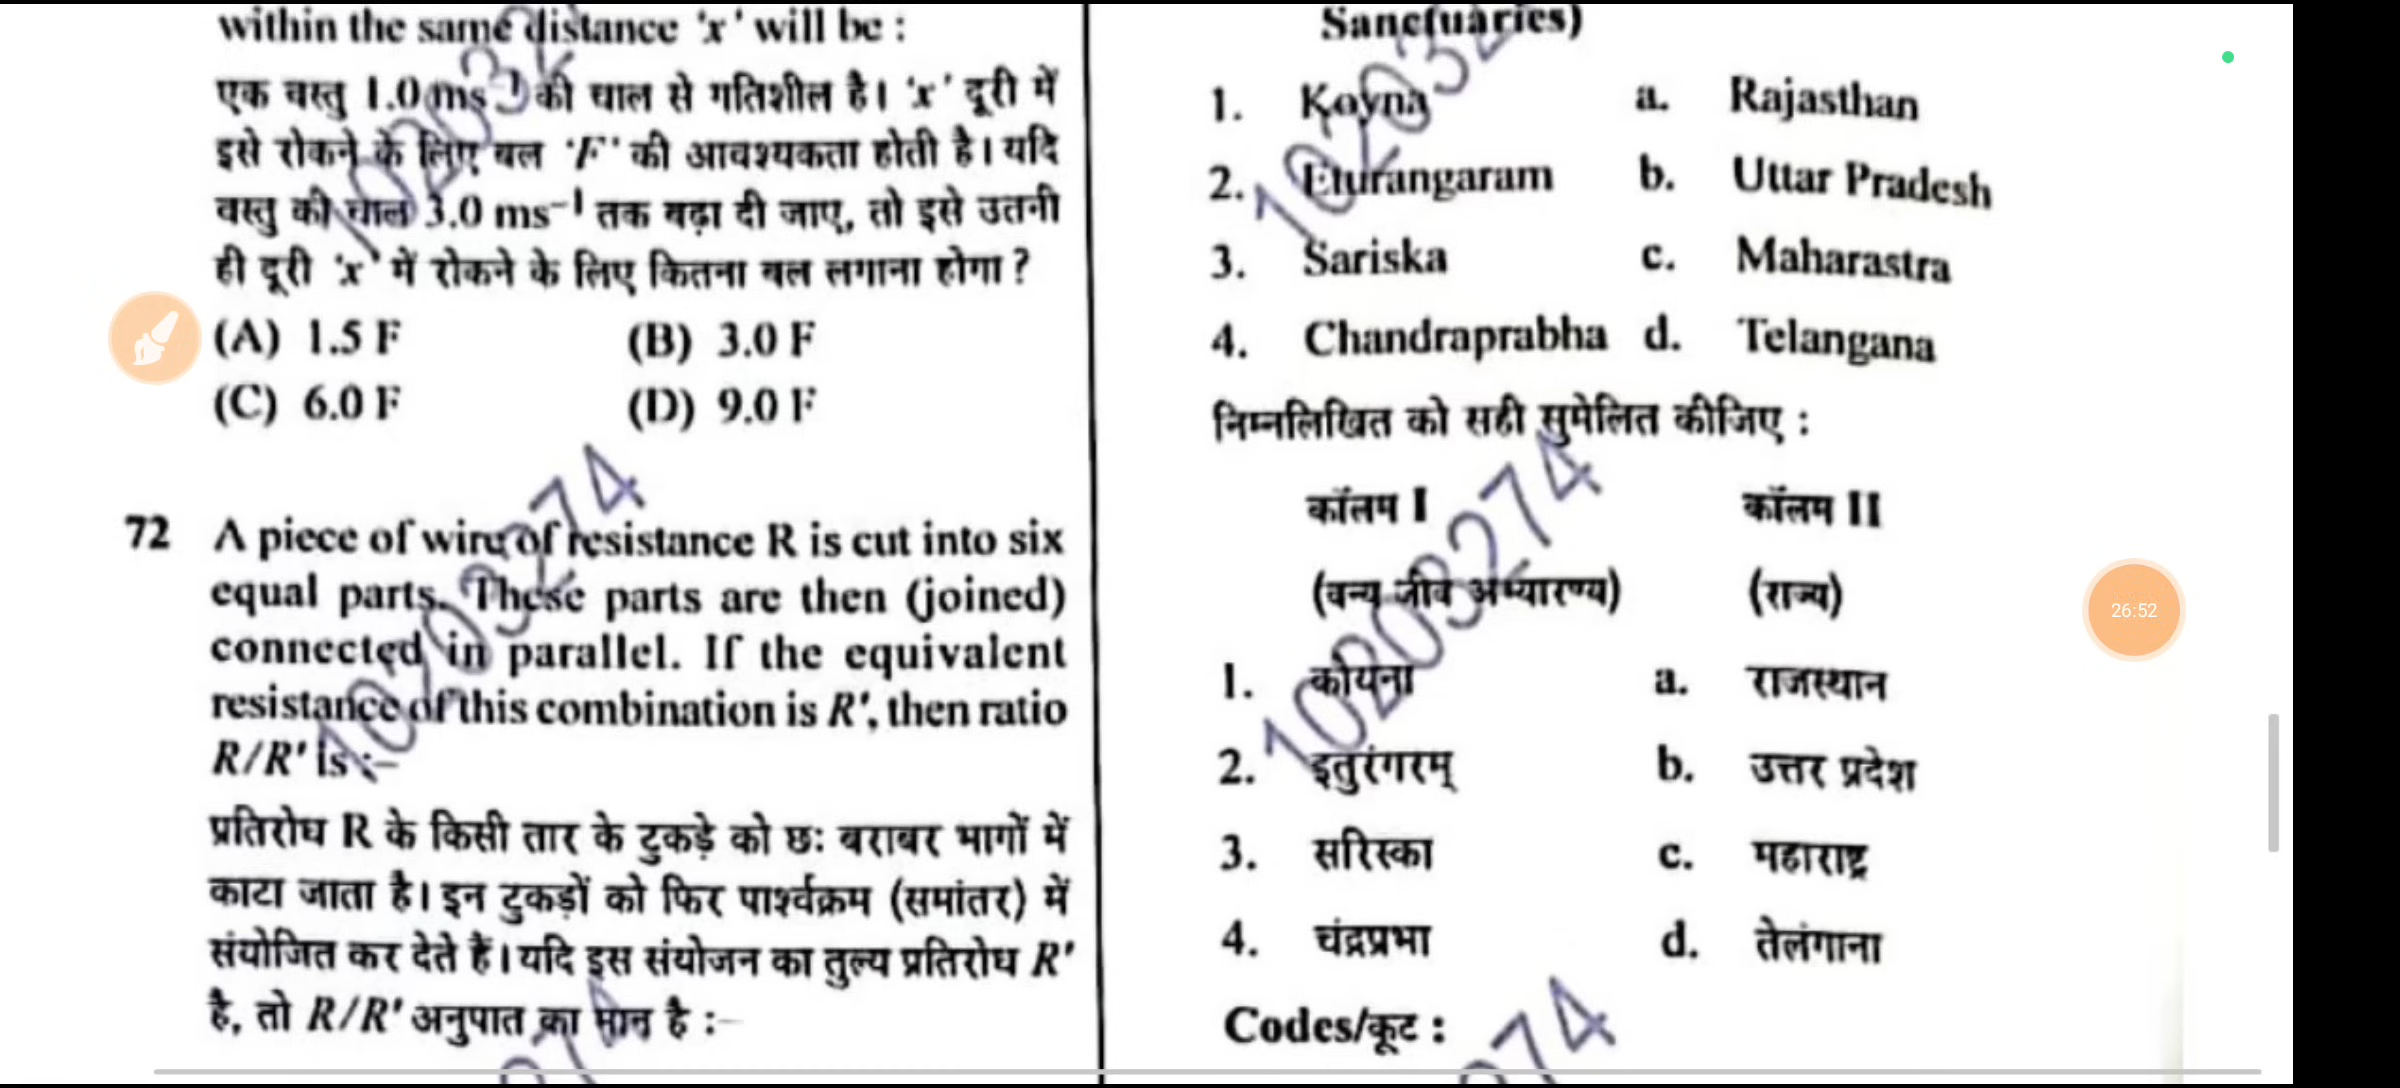 within the same distance 'x' will be :
एक वस्तु 1.0 ms⁻¹ की चाल से गतिशील है। 'x' दूरी में
इसे रोकने के लिए बल 'F' की आवश्यकता होती है। यदि
वस्तु की चाल 3.0 ms⁻¹ तक बढ़ा दी जाए, तो इसे उतनी
ही दूरी 'x' में रोकने के लिए कितना बल लगाना होगा ?
(A) 1.5 F (B) 3.0 F
(C) 6.0 F (D) 9.0 F
72 A piece of wire of resistance R is cut into six
equal parts. These parts are then (joined)
connected in parallel. If the equivalent
resistance of this combination is R', then ratio
R/R' is :–
प्रतिरोध R के किसी तार के टुकड़े को छः बराबर भागों में
काटा जाता है। इन टुकड़ों को फिर पार्श्वक्रम (समांतर) में
संयोजित कर देते हैं। यदि इस संयोजन का तुल्य प्रतिरोध R'
है, तो R/R' अनुपात का मान है :–
Sanctuaries)
1. Koyna a. Rajasthan
2. Eturangaram b. Uttar Pradesh
3. Sariska c. Maharastra
4. Chandraprabha d. Telangana
निम्नलिखित को सही सुमेलित कीजिए :
कॉलम I कॉलम II
(वन्य जीव अभ्यारण्य) (राज्य)
1. कोयना a. राजस्थान
2. इतुरंगरम् b. उत्तर प्रदेश
3. सरिस्का c. महाराष्ट्र
4. चंद्रप्रभा d. तेलंगाना
Codes/कूट :
10203274
10203274
26:52